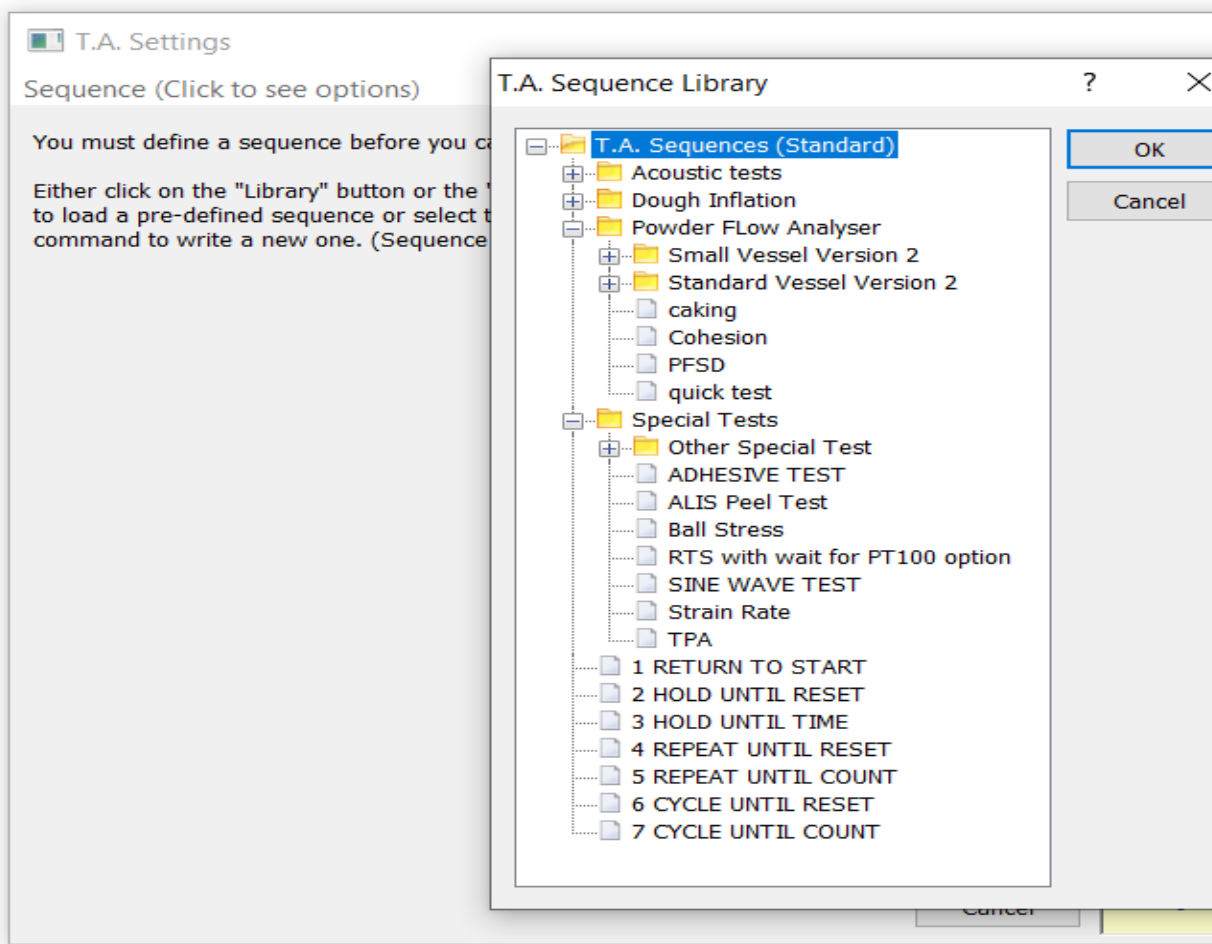 T.A. Settings
Sequence (Click to see options)
You must define a sequence before you ca
Either click on the "Library" button or the
to load a pre-defined sequence or select t
command to write a new one. (Sequence
T.A. Sequence Library
?
T.A. Sequences (Standard)
Acoustic tests
Dough Inflation
Powder FLow Analyser
Small Vessel Version 2
Standard Vessel Version 2
caking
Cohesion
PFSD
quick test
Special Tests
Other Special Test
ADHESIVE TEST
ALIS Peel Test
Ball Stress
RTS with wait for PT100 option
SINE WAVE TEST
Strain Rate
TPA
1 RETURN TO START
2 HOLD UNTIL RESET
3 HOLD UNTIL TIME
4 REPEAT UNTIL RESET
5 REPEAT UNTIL COUNT
6 CYCLE UNTIL RESET
7 CYCLE UNTIL COUNT
OK
Cancel
Cancel